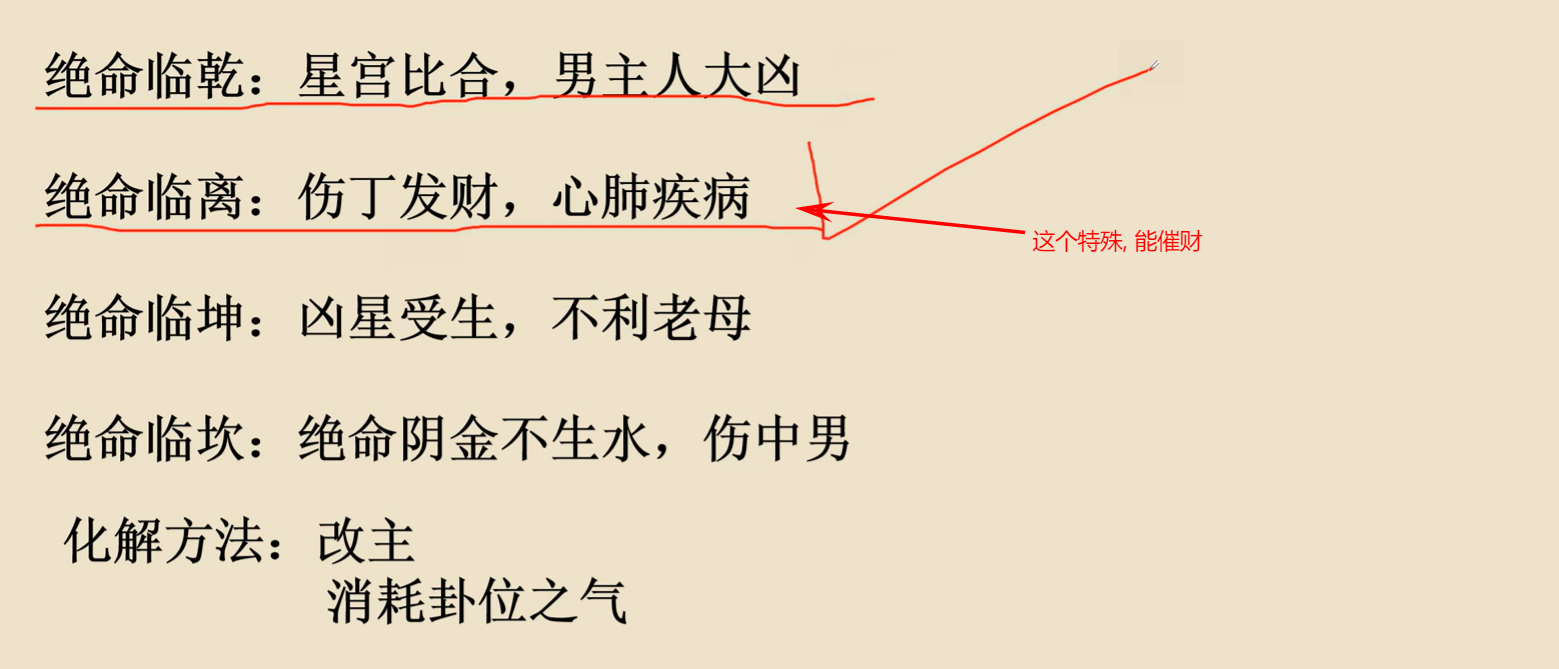 绝命临乾：星宫比合，男主人大凶
绝命临离：伤丁发财，心肺疾病
这个特殊, 能催财
绝命临坤：凶星受生，不利老母
绝命临坎：绝命阴金不生水，伤中男
化解方法：改主
消耗卦位之气